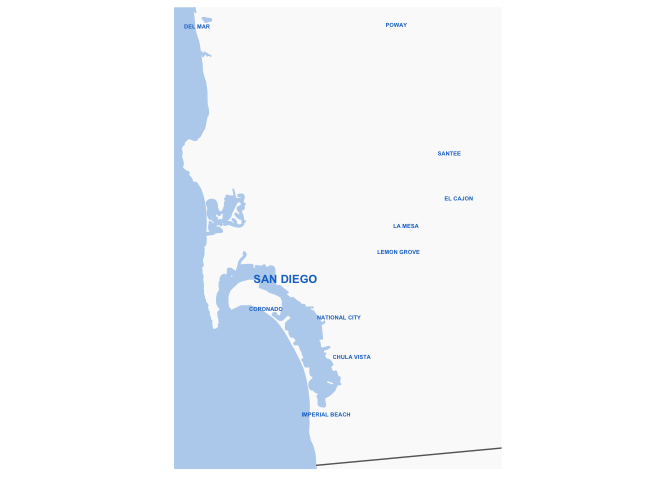 DEL MAR
POWAY
SANTEE
EL CAJON
LA MESA
LEMON GROVE
SAN DIEGO
CORONADO
NATIONAL CITY
CHULA VISTA
IMPERIAL BEACH